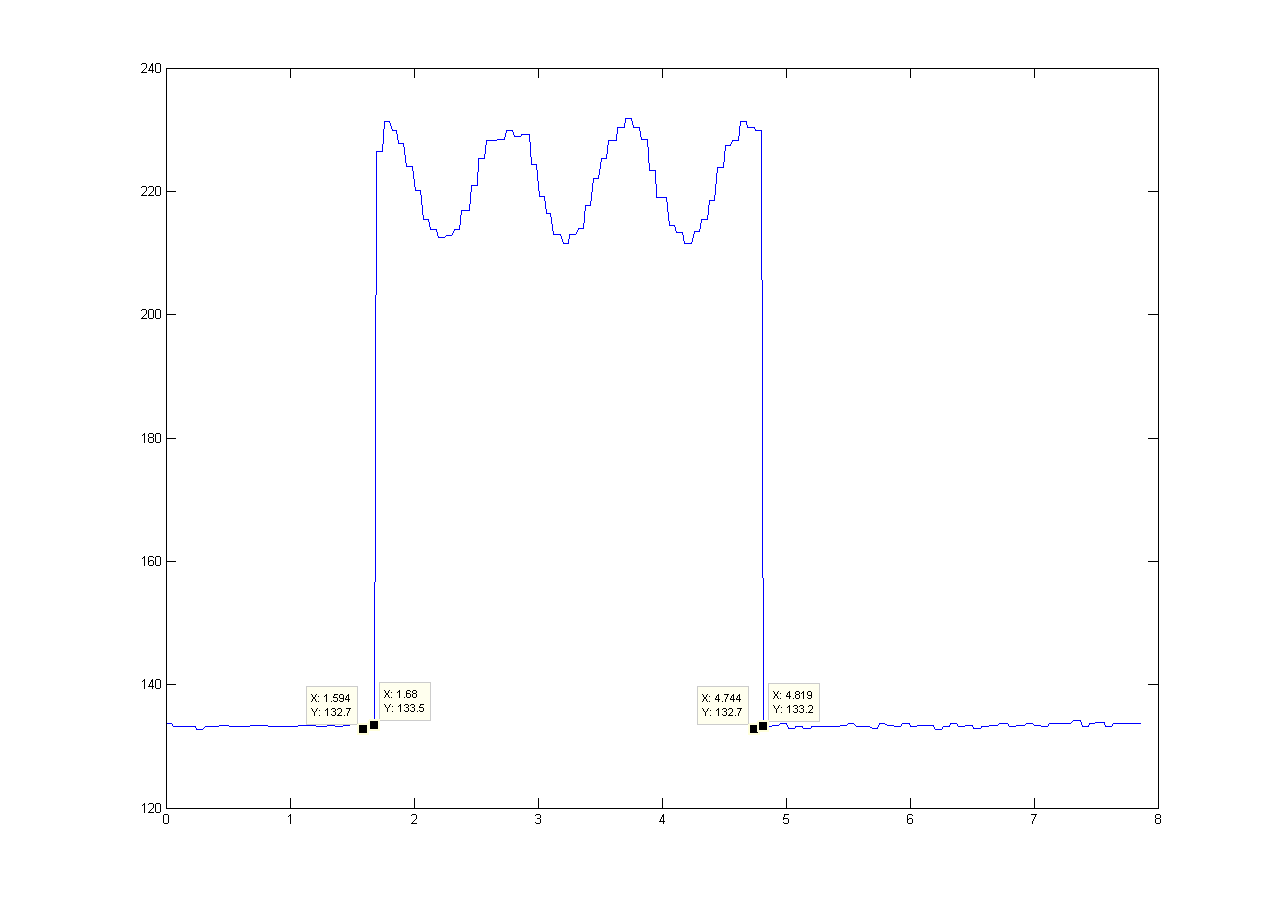 240
220
200
180
160
140
120
X: 1.594
Y: 132.7
X: 1.68
Y: 133.5
X: 4.744
Y: 132.7
X: 4.819
Y: 133.2
0 1 2 3 4 5 6 7 8